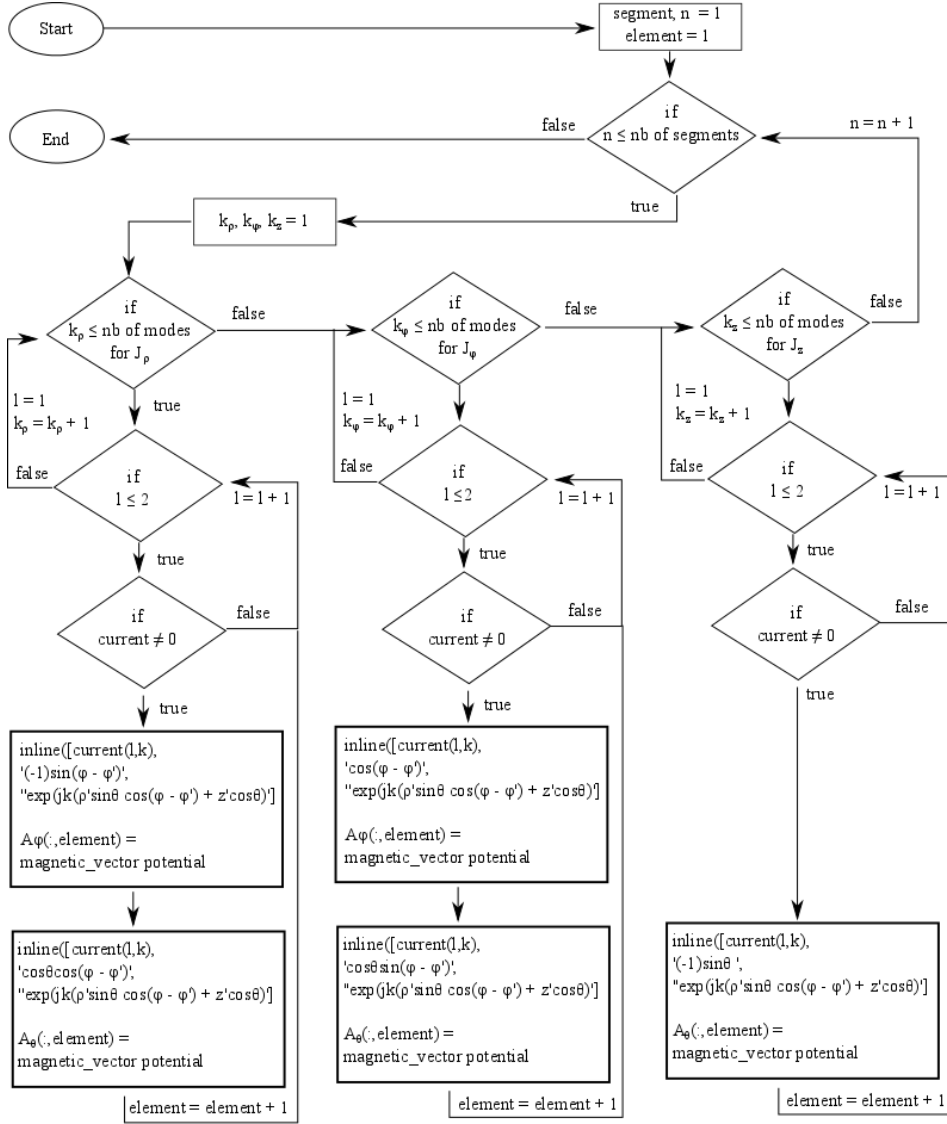 Start
segment, n = 1
element = 1
if
n ≤ nb of segments
false
End
n = n + 1
true
kρ, kφ, kz = 1
if
kρ ≤ nb of modes
for Jρ
false
if
kφ ≤ nb of modes
for Jφ
false
if
kz ≤ nb of modes
for Jz
false
l = 1
kρ = kρ + 1
true
l = 1
kφ = kφ + 1
true
l = 1
kz = kz + 1
true
false
if
l ≤ 2
l = l + 1
false
if
l ≤ 2
l = l + 1
false
if
l ≤ 2
l = l + 1
true
true
true
if
current ≠ 0
false
if
current ≠ 0
false
if
current ≠ 0
false
true
true
true
inline([current(l,k),
'(-1)sin(φ - φ')',
"exp(jk(ρ'sinθ cos(φ - φ') + z'cosθ)']
Aφ(:,element) =
magnetic_vector potential
inline([current(l,k),
'cos(φ - φ')',
"exp(jk(ρ'sinθ cos(φ - φ') + z'cosθ)']
Aφ(:,element) =
magnetic_vector potential
inline([current(l,k),
'cosθcos(φ - φ')',
"exp(jk(ρ'sinθ cos(φ - φ') + z'cosθ)']
Aθ(:,element) =
magnetic_vector potential
inline([current(l,k),
'cosθsin(φ - φ')',
"exp(jk(ρ'sinθ cos(φ - φ') + z'cosθ)']
Aθ(:,element) =
magnetic_vector potential
inline([current(l,k),
'(-1)sinθ ',
"exp(jk(ρ'sinθ cos(φ - φ') + z'cosθ)']
Aθ(:,element) =
magnetic_vector potential
element = element + 1
element = element + 1
element = element + 1